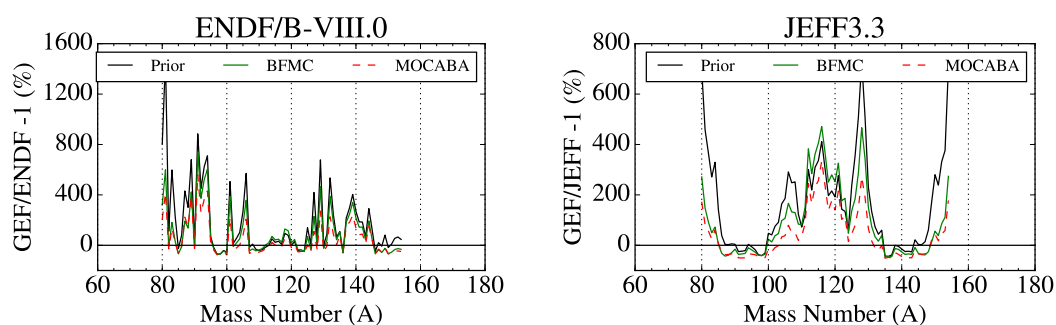 ENDF/B-VIII.0
1600
1200
800
400
0
GEF/ENDF -1 (%)
Prior BFMC MOCABA
60 80 100 120 140 160 180
Mass Number (A)
JEFF3.3
800
600
400
200
0
GEF/JEFF -1 (%)
Prior BFMC MOCABA
60 80 100 120 140 160 180
Mass Number (A)